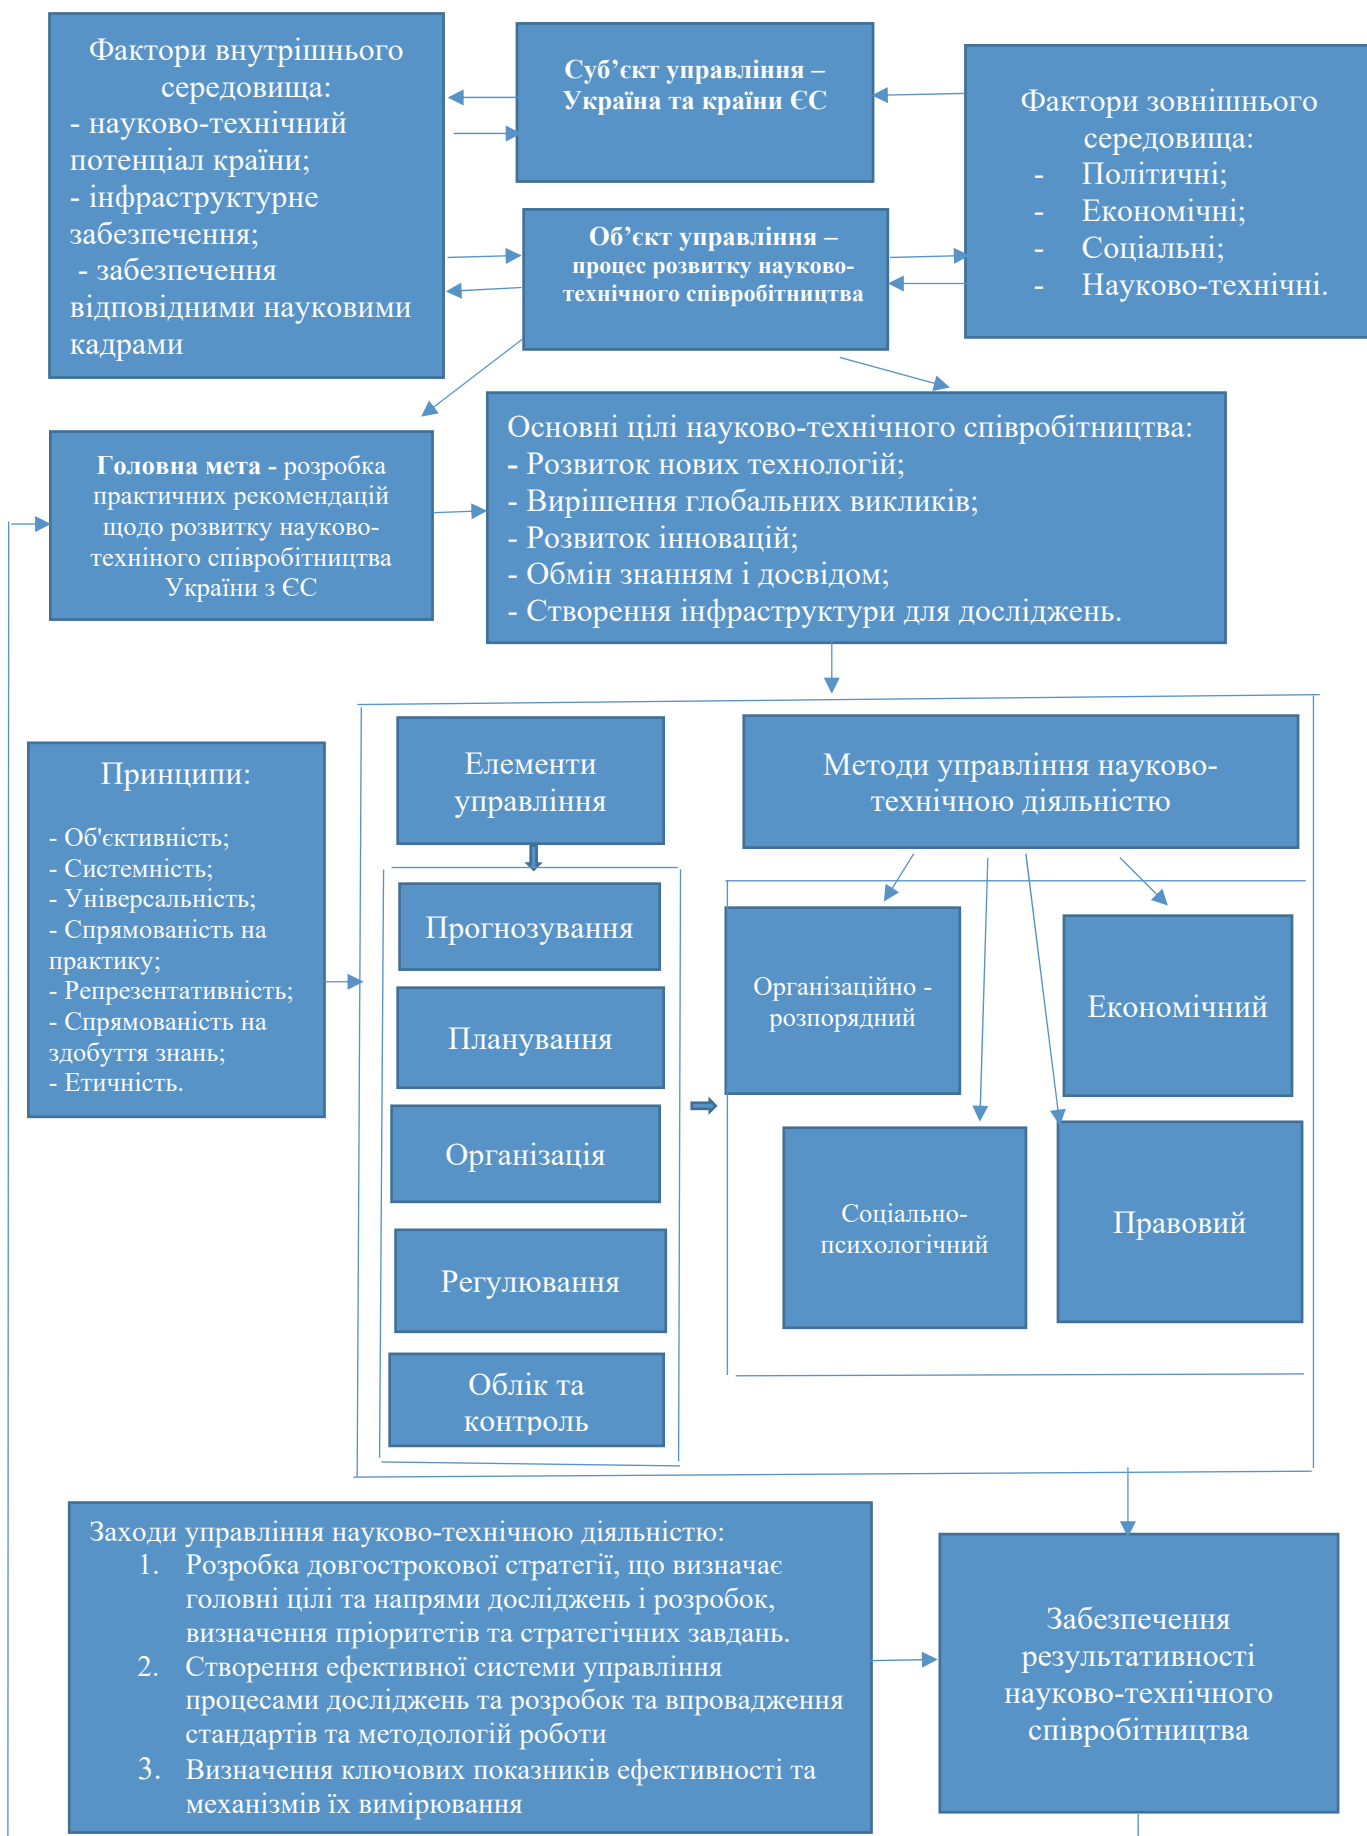 Фактори внутрішнього
середовища:
- науково-технічний
потенціал країни;
- інфраструктурне
забезпечення;
- забезпечення
відповідними науковими
кадрами
Суб’єкт управління –
Україна та країни ЄС
Фактори зовнішнього
середовища:
- Політичні;
- Економічні;
- Соціальні;
- Науково-технічні.
Об’єкт управління –
процес розвитку науково-
технічного співробітництва
Головна мета - розробка
практичних рекомендацій
щодо розвитку науково-
техніного співробітництва
України з ЄС
Основні цілі науково-технічного співробітництва:
- Розвиток нових технологій;
- Вирішення глобальних викликів;
- Розвиток інновацій;
- Обмін знанням і досвідом;
- Створення інфраструктури для досліджень.
Принципи:
- Об'єктивність;
- Системність;
- Універсальність;
- Спрямованість на
практику;
- Репрезентативність;
- Спрямованість на
здобуття знань;
- Етичність.
Елементи
управління
Прогнозування
Планування
Організація
Регулювання
Облік та
контроль
Методи управління науково-
технічною діяльністю
Організаційно -
розпорядний
Економічний
Соціально-
психологічний
Правовий
Заходи управління науково-технічною діяльністю:
1. Розробка довгострокової стратегії, що визначає
головні цілі та напрями досліджень і розробок,
визначення пріоритетів та стратегічних завдань.
2. Створення ефективної системи управління
процесами досліджень та розробок та впровадження
стандартів та методологій роботи
3. Визначення ключових показників ефективності та
механізмів їх вимірювання
Забезпечення
результативності
науково-технічного
співробітництва